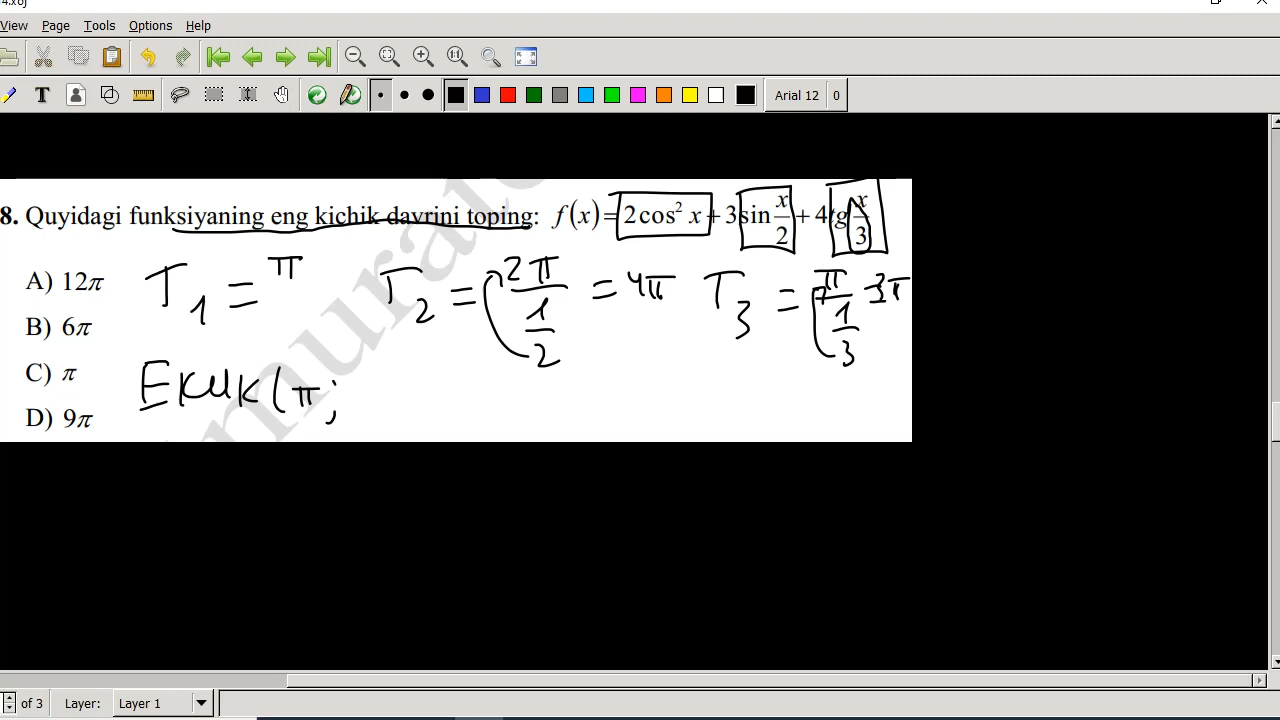 4.xoj
View Page Tools Options Help
Arial 12 0
8. Quyidagi funksiyaning eng kichik davrini toping: f(x)=2cos² x+3sin x/2+4tg x/3
A) 12π
B) 6π
C) π
D) 9π
T₁ = π T₂ = 2π/(1/2) = 4π T₃ = π/(1/3) = 3π
EKUK(π;
of 3 Layer: Layer 1